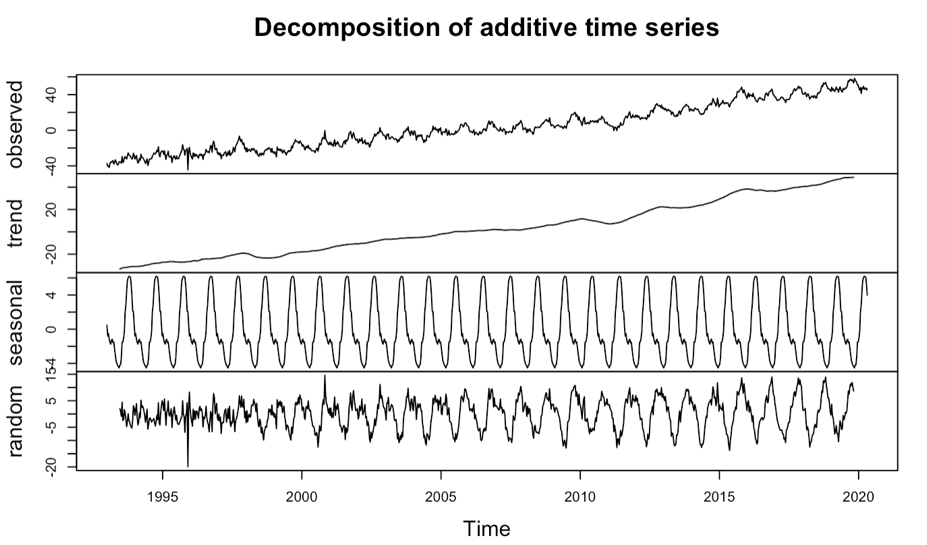 Decomposition of additive time series
observed
-40 0 40
trend
-20 20
seasonal
-4 0 4
random
-20 -5 5 15
1995 2000 2005 2010 2015 2020
Time